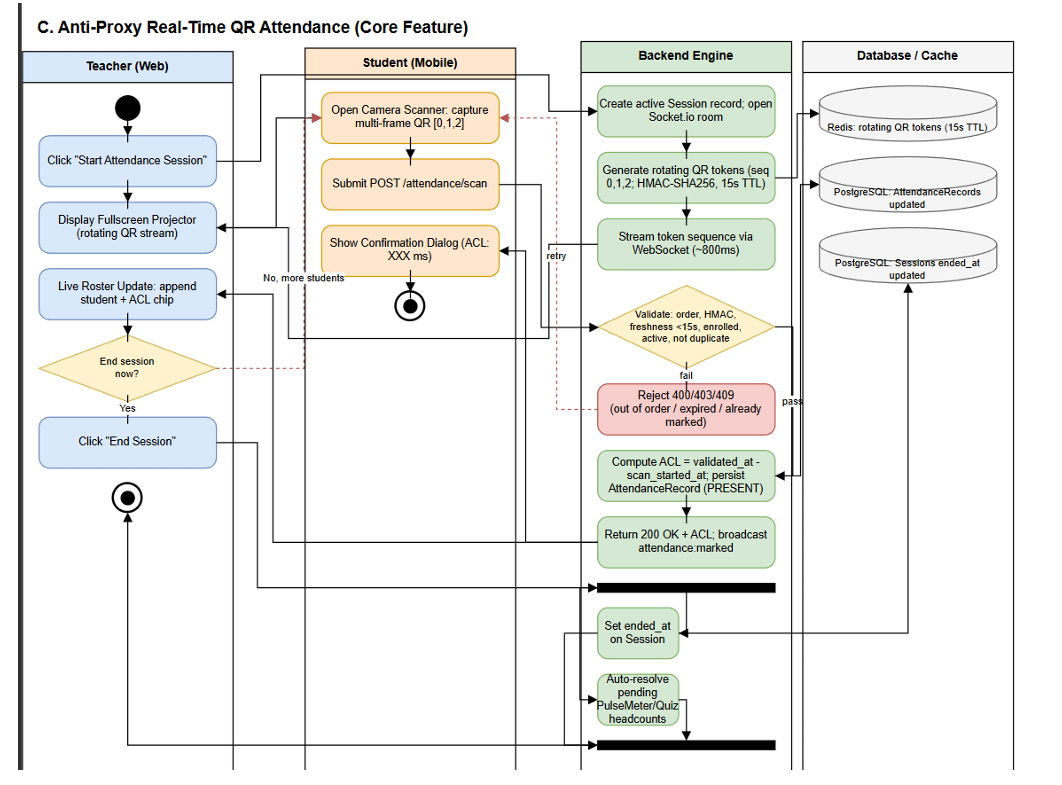 C. Anti-Proxy Real-Time QR Attendance (Core Feature)
Teacher (Web)
Student (Mobile)
Backend Engine
Database / Cache
Click "Start Attendance Session"
Display Fullscreen Projector
(rotating QR stream)
Live Roster Update: append
student + ACL chip
End session
now?
Yes
Click "End Session"
No, more students
Open Camera Scanner: capture
multi-frame QR [0,1,2]
Submit POST /attendance/scan
Show Confirmation Dialog (ACL:
XXX ms)
retry
Create active Session record; open
Socket.io room
Generate rotating QR tokens (seq
0,1,2; HMAC-SHA256, 15s TTL)
Stream token sequence via
WebSocket (~800ms)
Validate: order, HMAC,
freshness <15s, enrolled,
active, not duplicate
fail
pass
Reject 400/403/409
(out of order / expired / already
marked)
Compute ACL = validated_at -
scan_started_at; persist
AttendanceRecord (PRESENT)
Return 200 OK + ACL; broadcast
attendance:marked
Set ended_at
on Session
Auto-resolve
pending
PulseMeter/Quiz
headcounts
Redis: rotating QR tokens (15s TTL)
PostgreSQL: AttendanceRecords
updated
PostgreSQL: Sessions ended_at
updated